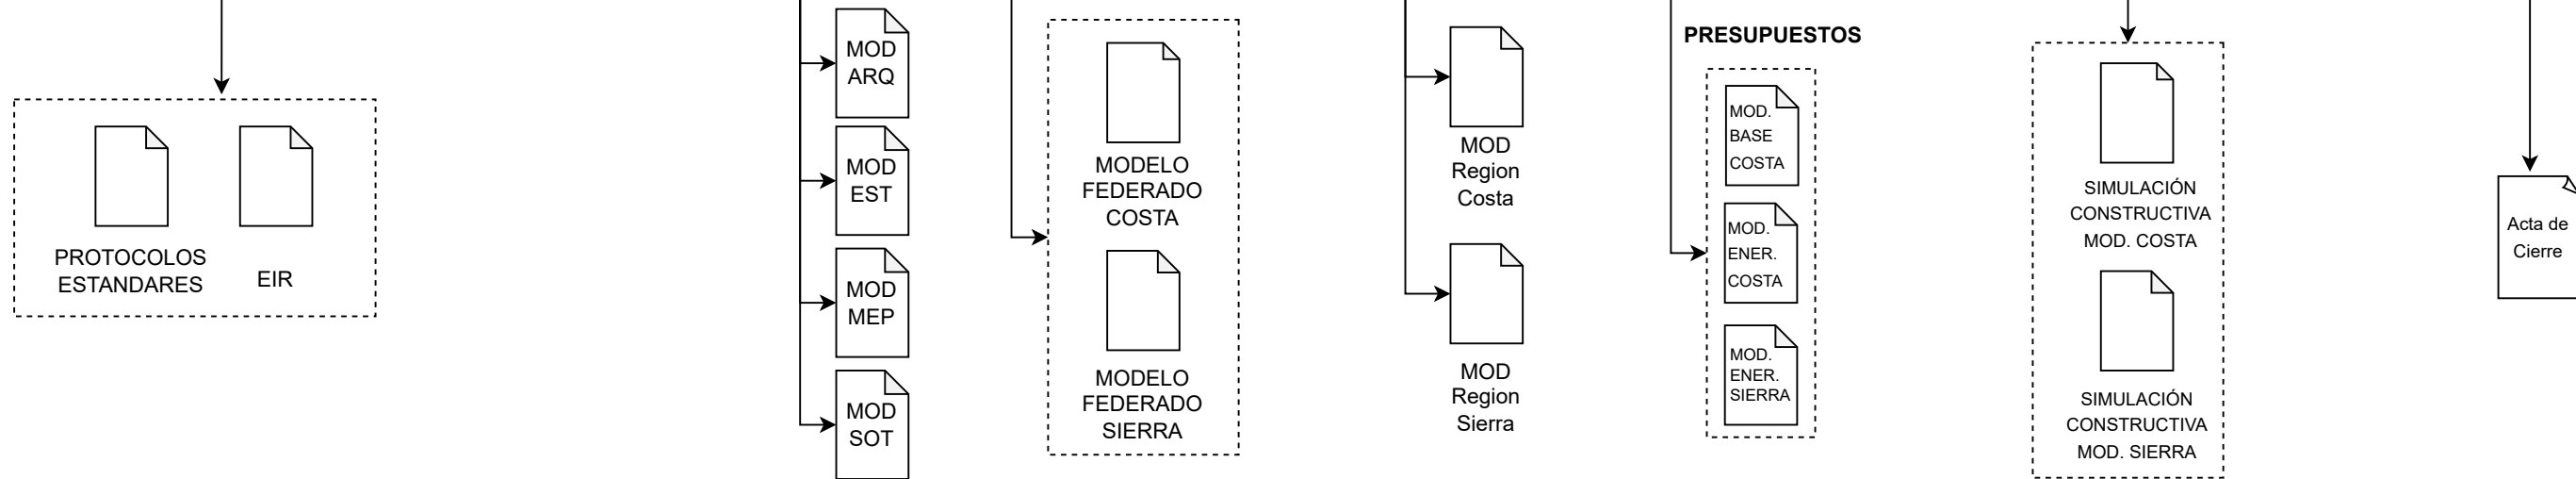 PROTOCOLOS
ESTANDARES
EIR
MOD
ARQ
MOD
EST
MOD
MEP
MOD
SOT
MODELO
FEDERADO
COSTA
MODELO
FEDERADO
SIERRA
MOD
Region
Costa
MOD
Region
Sierra
PRESUPUESTOS
MOD.
BASE
COSTA
MOD.
ENER.
COSTA
MOD.
ENER.
SIERRA
SIMULACIÓN
CONSTRUCTIVA
MOD. COSTA
SIMULACIÓN
CONSTRUCTIVA
MOD. SIERRA
Acta de
Cierre